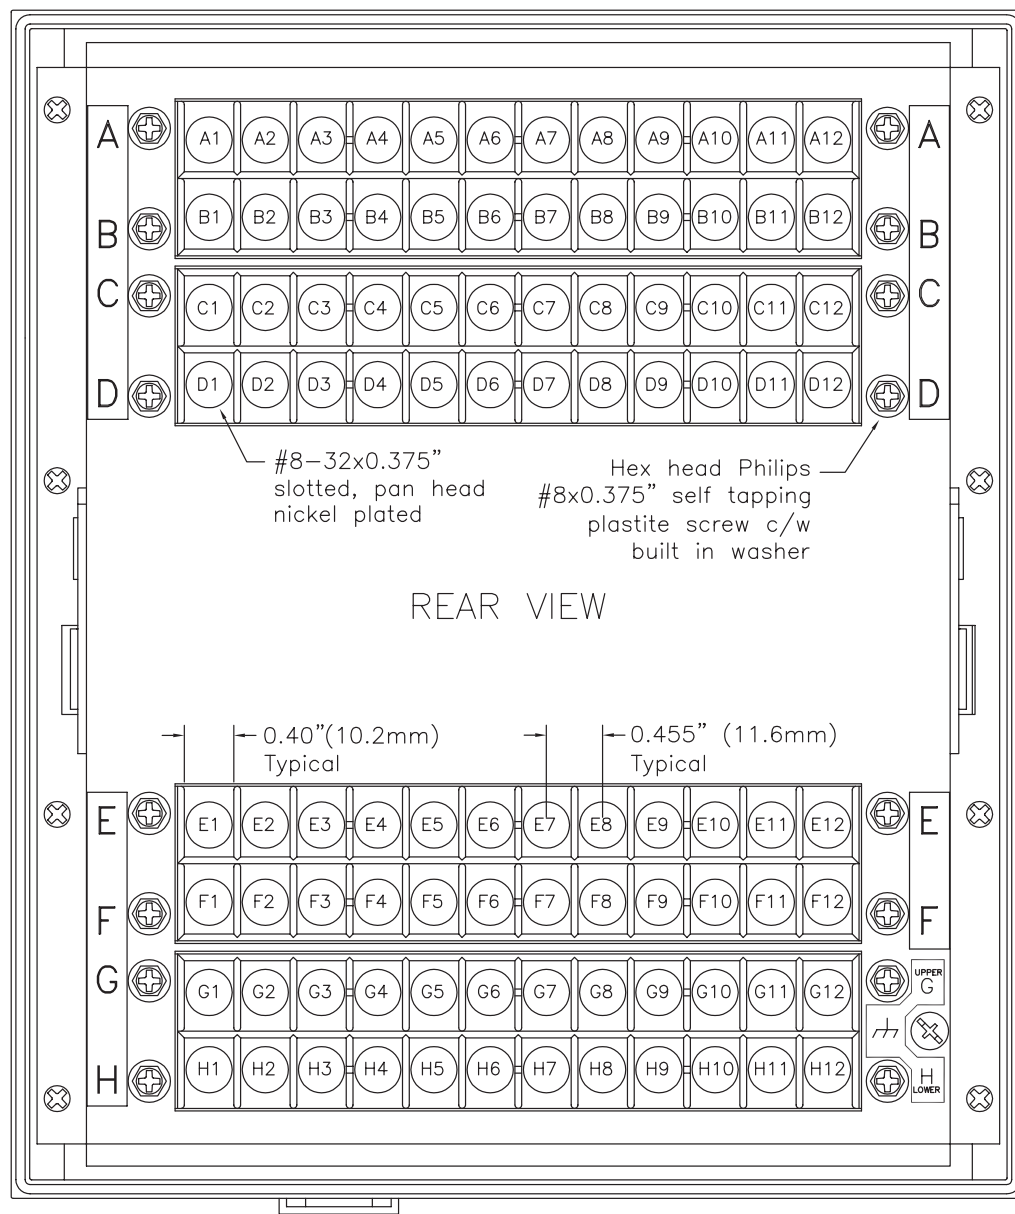 A A1 A2 A3 A4 A5 A6 A7 A8 A9 A10 A11 A12 A
B B1 B2 B3 B4 B5 B6 B7 B8 B9 B10 B11 B12 B
C C1 C2 C3 C4 C5 C6 C7 C8 C9 C10 C11 C12 C
D D1 D2 D3 D4 D5 D6 D7 D8 D9 D10 D11 D12 D
#8-32x0.375”
slotted, pan head
nickel plated
Hex head Philips
#8x0.375” self tapping
plastite screw c/w
built in washer
REAR VIEW
0.40”(10.2mm)
Typical
0.455” (11.6mm)
Typical
E E1 E2 E3 E4 E5 E6 E7 E8 E9 E10 E11 E12 E
F F1 F2 F3 F4 F5 F6 F7 F8 F9 F10 F11 F12 F
G G1 G2 G3 G4 G5 G6 G7 G8 G9 G10 G11 G12
UPPER
G
H H1 H2 H3 H4 H5 H6 H7 H8 H9 H10 H11 H12
H
LOWER